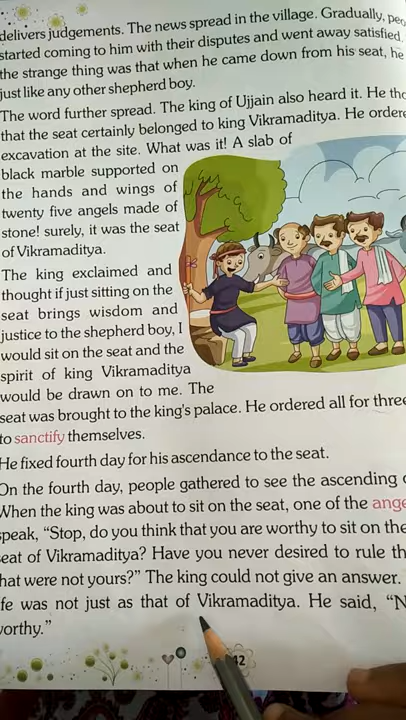 delivers judgements. The news spread in the village. Gradually,
started coming to him with their disputes and went away satisfied.
the strange thing was that when he came down from his seat, he
just like any other shepherd boy.
The word further spread. The king of Ujjain also heard it. He
that the seat certainly belonged to king Vikramaditya. He
excavation at the site. What was it! A slab of
black marble supported on
the hands and wings of
twenty five angels made of
stone! surely, it was the seat
of Vikramaditya.
The king exclaimed and
thought if just sitting on the
seat brings wisdom and
justice to the shepherd boy, I
would sit on the seat and the
spirit of king Vikramaditya
would be drawn on to me. The
seat was brought to the king's palace. He ordered all for three
to sanctify themselves.
He fixed fourth day for his ascendance to the seat.
On the fourth day, people gathered to see the ascending
When the king was about to sit on the seat, one of the
speak, "Stop, do you think that you are worthy to sit on the
seat of Vikramaditya? Have you never desired to rule
that were not yours?" The king could not give an answer.
was not just as that of Vikramaditya. He said,
42